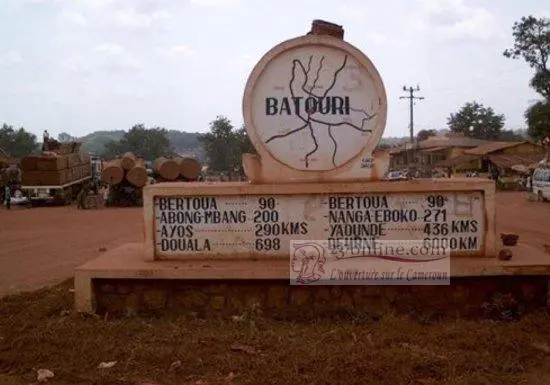 BATOURI
-BERTOUA ------- 90-
-ABONG-MBANG 200
-AYOS ---------- 290KMS
-DOUALA -------- 698
-BERTOUA ------- 90-
-NANGA EBOKO 271
-YAOUNDE ------- 436 KMS
237online.com
L'ouverture sur le Cameroun